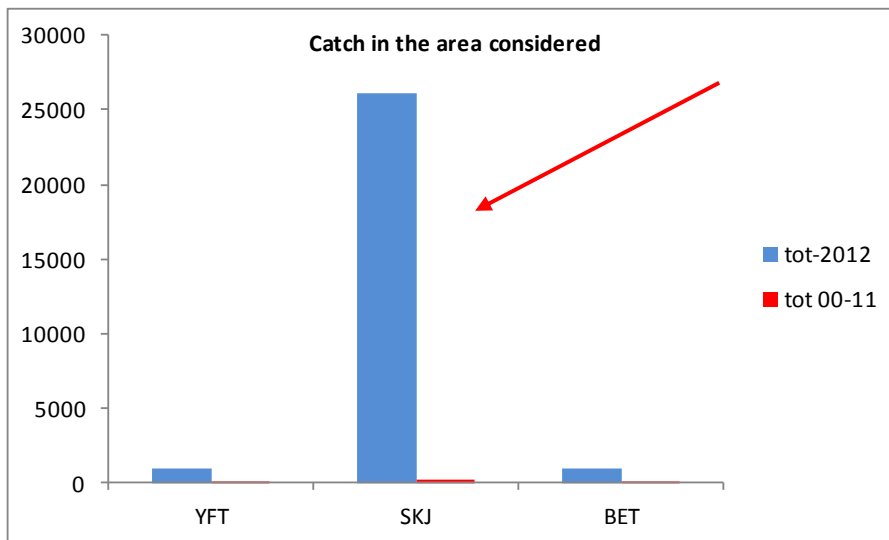 Catch in the area considered
30000
25000
20000
15000
10000
5000
0
YFT SKJ BET
tot-2012
tot 00-11